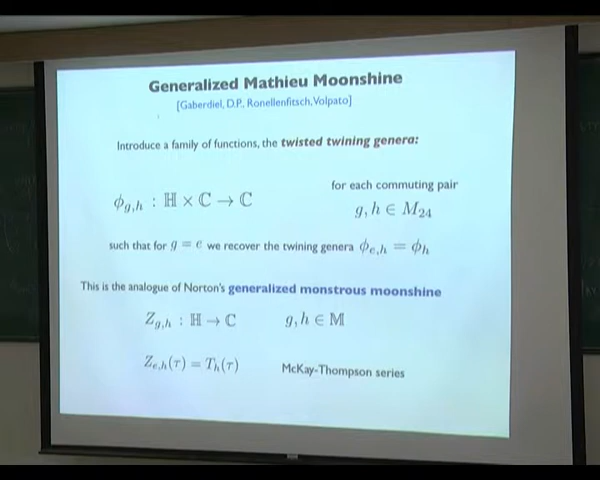 Generalized Mathieu Moonshine
[Gaberdiel, D.P., Ronellenfitsch, Volpato]
Introduce a family of functions, the twisted twining genera:
for each commuting pair
ϕ_{g,h} : ℍ × ℂ → ℂ
g, h ∈ M_{24}
such that for g = e we recover the twining genera ϕ_{e,h} = ϕ_h
This is the analogue of Norton's generalized monstrous moonshine
Z_{g,h} : ℍ → ℂ g, h ∈ 𝕄
Z_{e,h}(τ) = T_h(τ) McKay-Thompson series